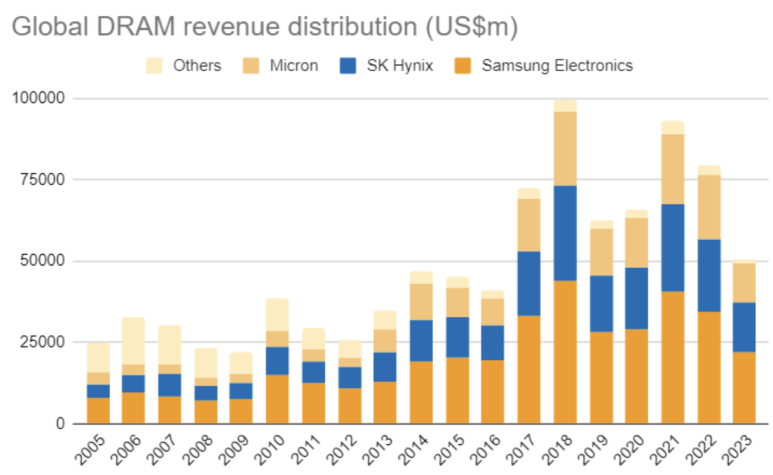 Global DRAM revenue distribution (US$m)
Others Micron SK Hynix Samsung Electronics
100000
75000
50000
25000
0
2005 2006 2007 2008 2009 2010 2011 2012 2013 2014 2015 2016 2017 2018 2019 2020 2021 2022 2023